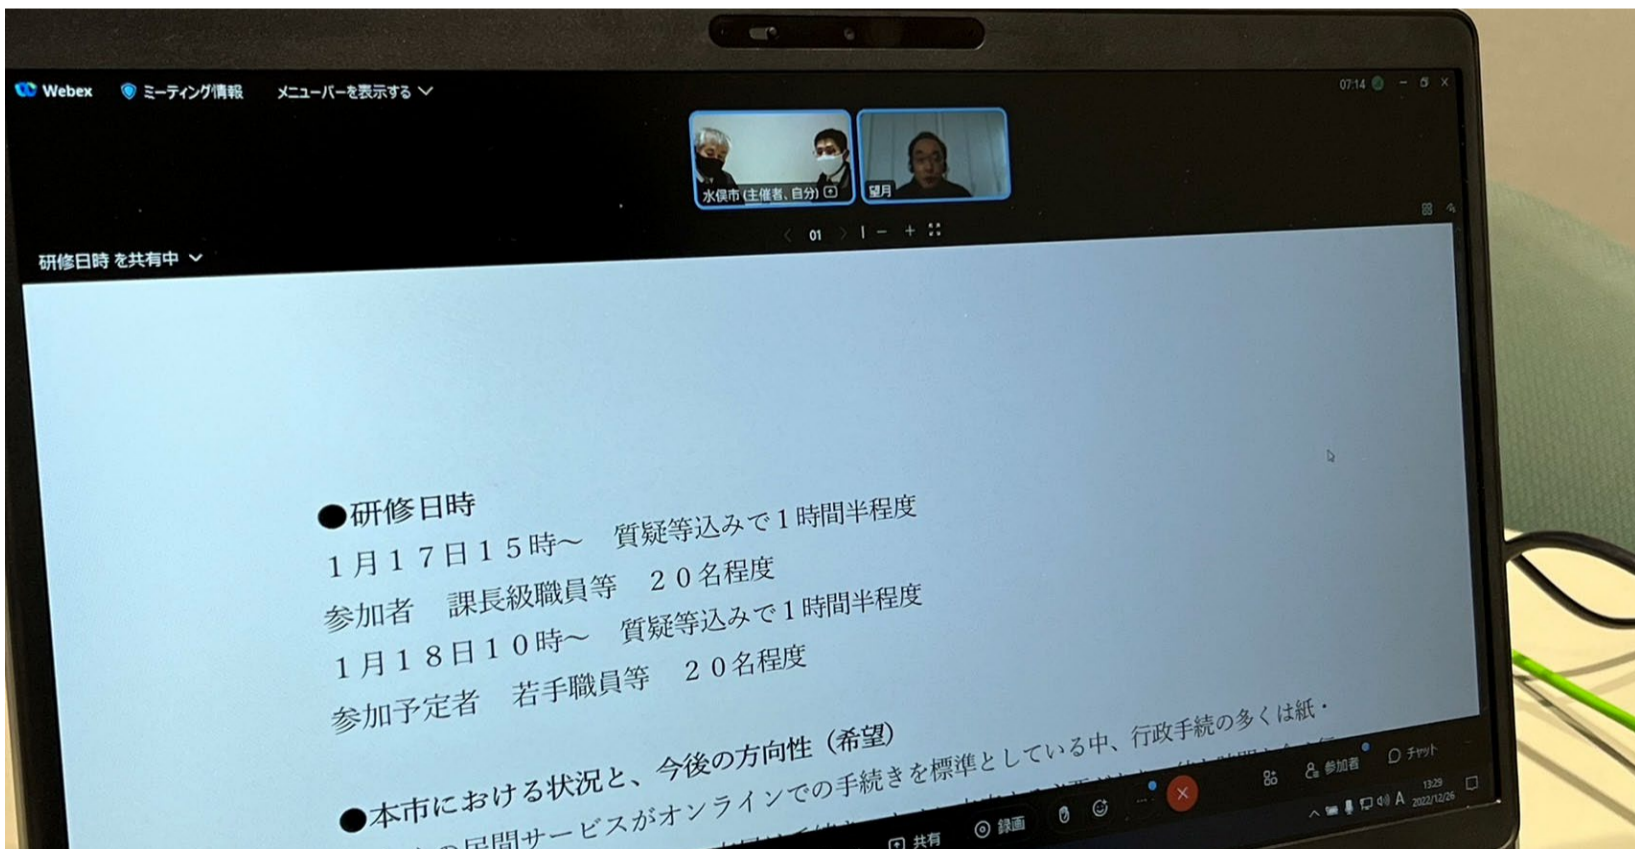 Webex ミーティング情報 メニューバーを表示する
07:14
水俣市 (主催者、自分)
望月
01
研修日時 を共有中
●研修日時
1月17日15時～ 質疑等込みで1時間半程度
参加者 課長級職員等 20名程度
1月18日10時～ 質疑等込みで1時間半程度
参加予定者 若手職員等 20名程度
●本市における状況と、今後の方向性（希望）
の民間サービスがオンラインでの手続きを標準としている中、行政手続の多くは紙・
共有 録画 参加者 チャット
A 13:29
2022/12/26